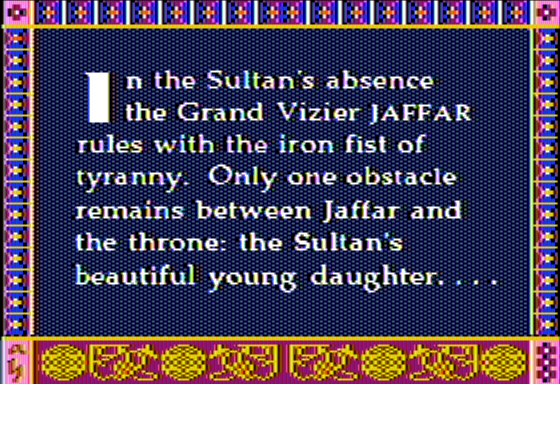 In the Sultan's absence
the Grand Vizier JAFFAR
rules with the iron fist of
tyranny.  Only one obstacle
remains between Jaffar and
the throne: the Sultan's
beautiful young daughter. . . .